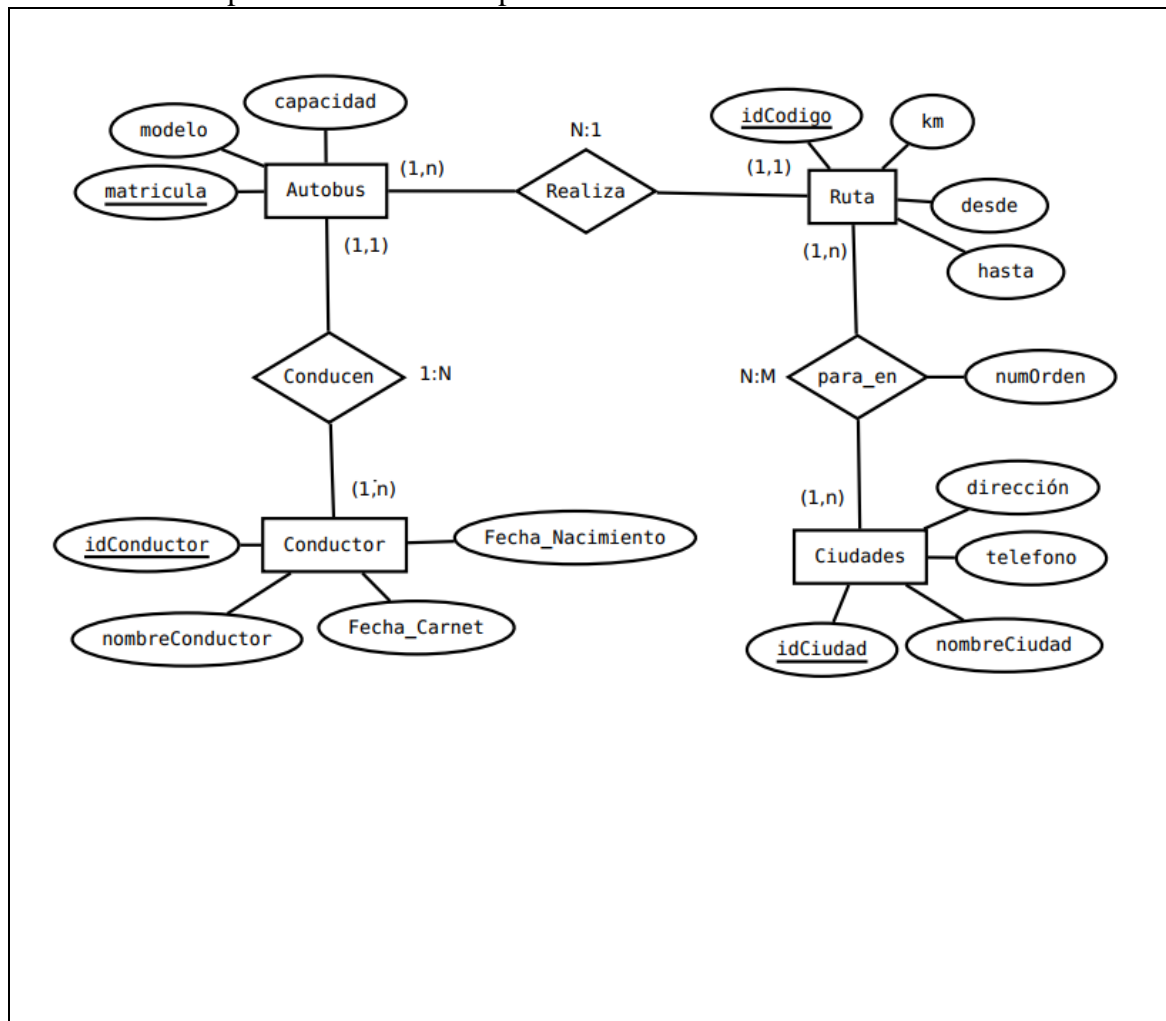 capacidad
modelo
matricula
Autobus
(1,n)
(1,1)
N:1
Realiza
(1,1)
idCodigo
km
Ruta
desde
hasta
(1,n)
Conducen
1:N
N:M
para_en
numOrden
(1,n)
idConductor
Conductor
Fecha_Nacimiento
nombreConductor
Fecha_Carnet
(1,n)
dirección
Ciudades
telefono
idCiudad
nombreCiudad